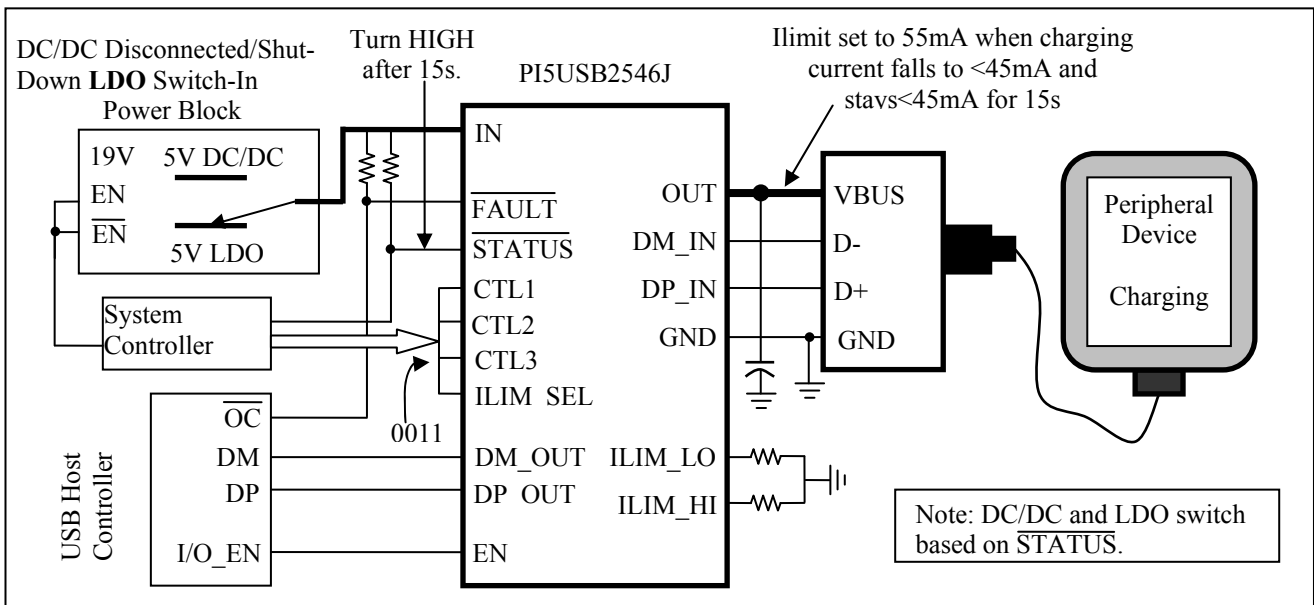 DC/DC Disconnected/Shut-
Down LDO Switch-In
Power Block
Turn HIGH
after 15s.
PI5USB2546J
Ilimit set to 55mA when charging
current falls to <45mA and
stavs<45mA for 15s
19V
5V DC/DC
EN
EN
5V LDO
System
Controller
USB Host
Controller
OC
DM
DP
I/O_EN
0011
IN
FAULT
STATUS
CTL1
CTL2
CTL3
ILIM SEL
DM_OUT
DP OUT
EN
OUT
DM_IN
DP_IN
GND
ILIM_LO
ILIM_HI
VBUS
D-
D+
GND
Peripheral
Device
Charging
Note: DC/DC and LDO switch
based on STATUS.